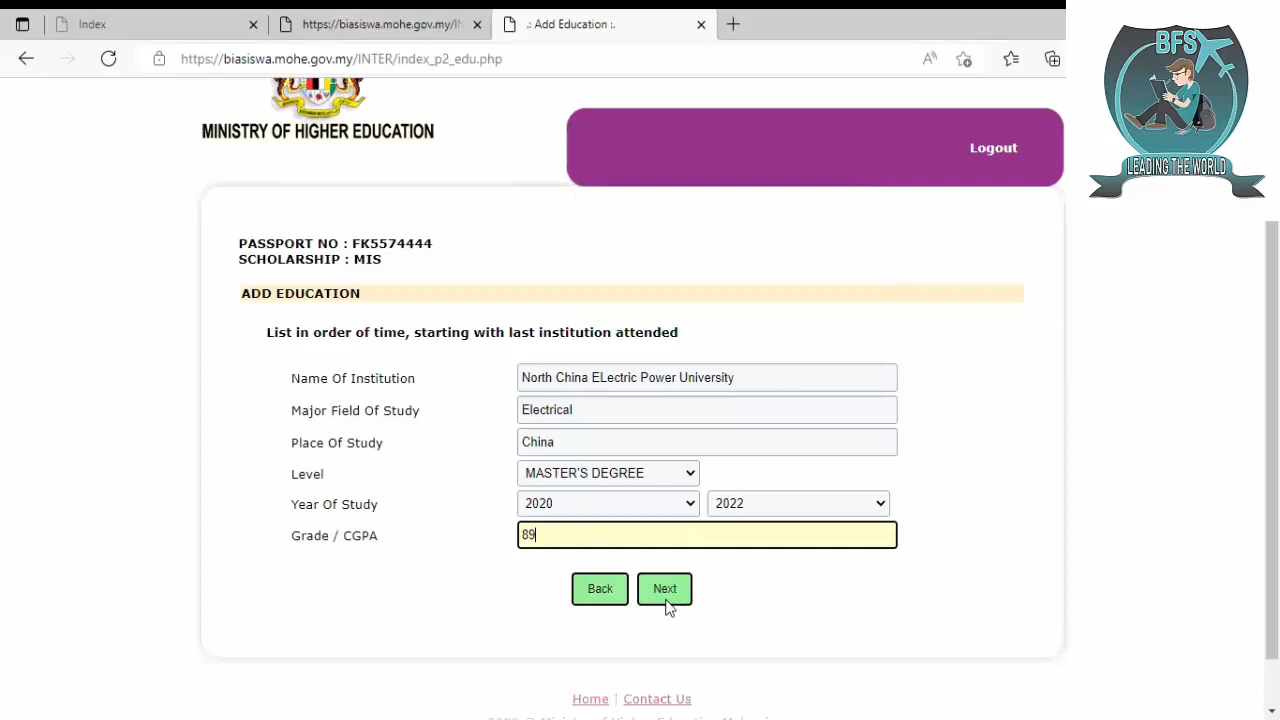 Index
https://biasiswa.mohe.gov.my/IN
.: Add Education :.
https://biasiswa.mohe.gov.my/INTER/index_p2_edu.php
BFS
LEADING THE WORLD
MINISTRY OF HIGHER EDUCATION
Logout
PASSPORT NO : FK5574444
SCHOLARSHIP : MIS
ADD EDUCATION
List in order of time, starting with last institution attended
Name Of Institution North China ELectric Power University
Major Field Of Study Electrical
Place Of Study China
Level MASTER'S DEGREE
Year Of Study 2020 2022
Grade / CGPA 89
Back Next
Home | Contact Us